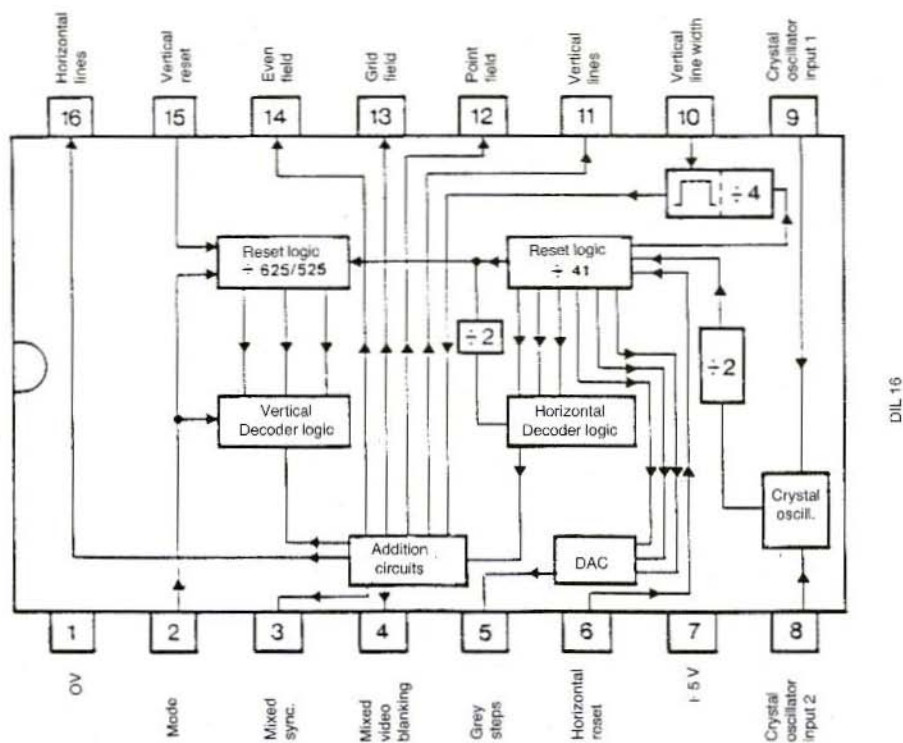 Horizontal
lines
Vertical
reset
Even
field
Grid
field
Point
field
Vertical
lines
Vertical
line width
Crystal
oscillator
input 1
16
15
14
13
12
11
10
9
÷4
Reset logic
÷ 625/525
Reset logic
÷ 41
÷2
÷2
Vertical
Decoder logic
Horizontal
Decoder logic
Crystal
oscill.
Addition
circuits
DAC
1
2
3
4
5
6
7
8
OV
Mode
Mixed
sync.
Mixed
video
blanking
Grey
steps
Horizontal
roset
+ 5 V
Crystal
oscillator
input 2
DIL 16